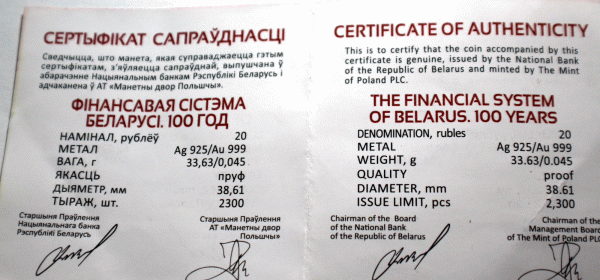 СЕРТЫФІКАТ САПРАЎДНАСЦІ
Сведчыцца, што манета, якая суправаджаецца гэтым
сертыфікатам, з'яўляецца сапраўднай, выпушчана ў
абарачэнне Нацыянальным банкам Рэспублікі Беларусь і
адчаканена ў АТ «Манетны двор Польшчы».
ФІНАНСАВАЯ СІСТЭМА
БЕЛАРУСІ. 100 ГОД
НАМІНАЛ, рублёў 20
МЕТАЛ Ag 925/Au 999
ВАГА, г 33,63/0,045
ЯКАСЦЬ пруф
ДЫЯМЕТР, мм 38,61
ТЫРАЖ, шт. 2300
Старшыня Праўлення
Нацыянальнага банка
Рэспублікі Беларусь
Старшыня Праўлення
АТ «Манетны двор
Польшчы»
CERTIFICATE OF AUTHENTICITY
This is to certify that the coin accompanied by this
certificate is genuine, issued by the National Bank
of the Republic of Belarus and minted by The Mint
of Poland PLC.
THE FINANCIAL SYSTEM
OF BELARUS. 100 YEARS
DENOMINATION, rubles 20
METAL Ag 925/Au 999
WEIGHT, g 33.63/0.045
QUALITY proof
DIAMETER, mm 38.61
ISSUE LIMIT, pcs 2,300
Chairman of the Board
of the National Bank
of the Republic of Belarus
Chairman of the
Management Board
of The Mint of Poland PLC